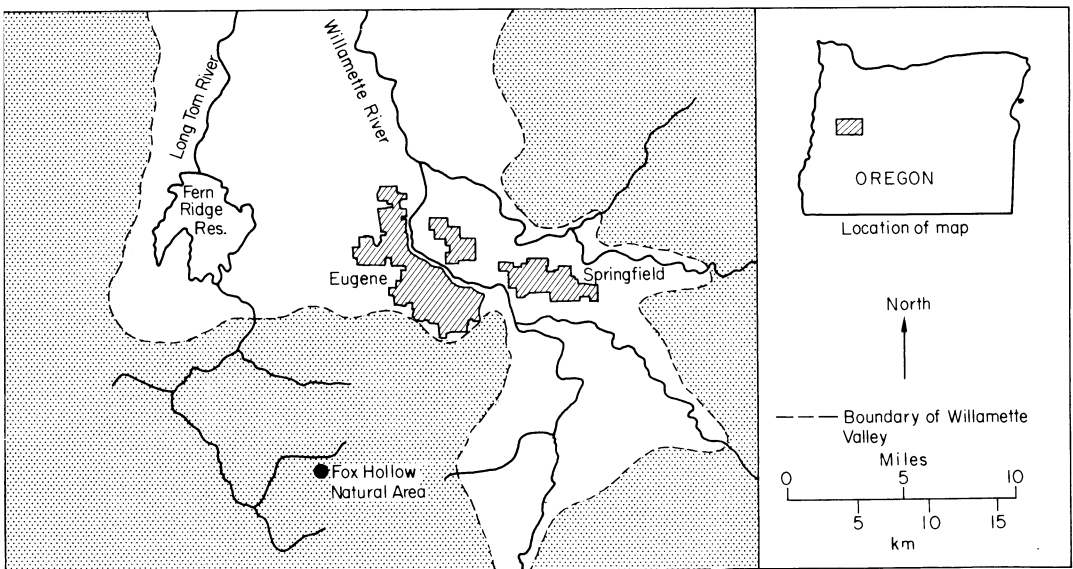 Long Tom River
Willamette River
Fern
Ridge
Res.
Eugene
Springfield
Fox Hollow
Natural Area
OREGON
Location of map
North
Boundary of Willamette
Valley
Miles
0 5 10
5 10 15
km